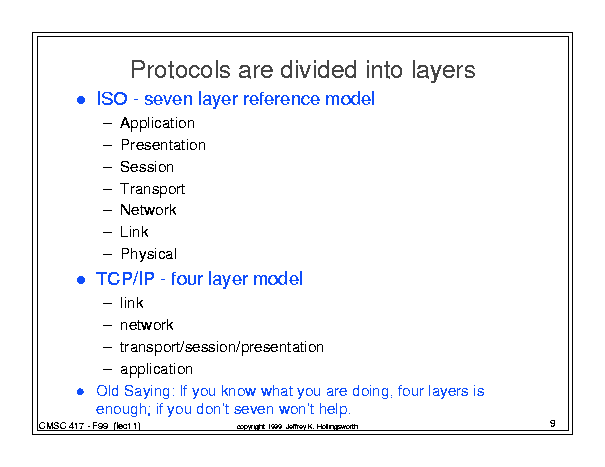 Protocols are divided into layers
● ISO - seven layer reference model
– Application
– Presentation
– Session
– Transport
– Network
– Link
– Physical
● TCP/IP - four layer model
– link
– network
– transport/session/presentation
– application
● Old Saying: If you know what you are doing, four layers is
enough; if you don't seven won't help.
CMSC 417 - F99 (lect 1)
copyright 1999 Jeffrey K. Hollingsworth
9